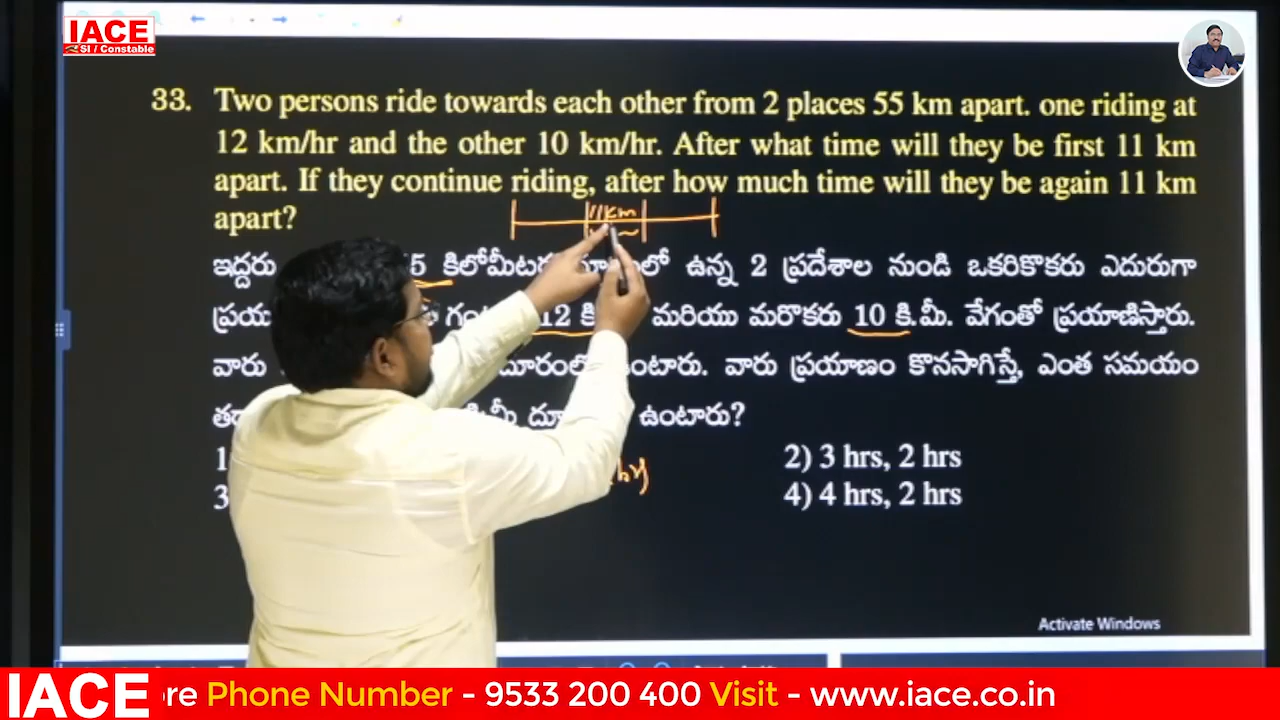 IACE
SI / Constable
33. Two persons ride towards each other from 2 places 55 km apart. one riding at
12 km/hr and the other 10 km/hr. After what time will they be first 11 km
apart. If they continue riding, after how much time will they be again 11 km
apart?
11km
ఇద్దరు 5 కిలోమీటర్ల ఉన్న 2 ప్రదేశాల నుండి ఒకరికొకరు ఎదురుగా
12 కి మరియు మరొకరు 10 కి.మీ. వేగంతో ప్రయాణిస్తారు.
వారు దూరంలో ఉంటారు. వారు ప్రయాణం కొనసాగిస్తే, ఎంత సమయం
కి.మీ ఉంటారు?
1
2) 3 hrs, 2 hrs
3
4) 4 hrs, 2 hrs
Activate Windows
IACE re Phone Number - 9533 200 400 Visit - www.iace.co.in